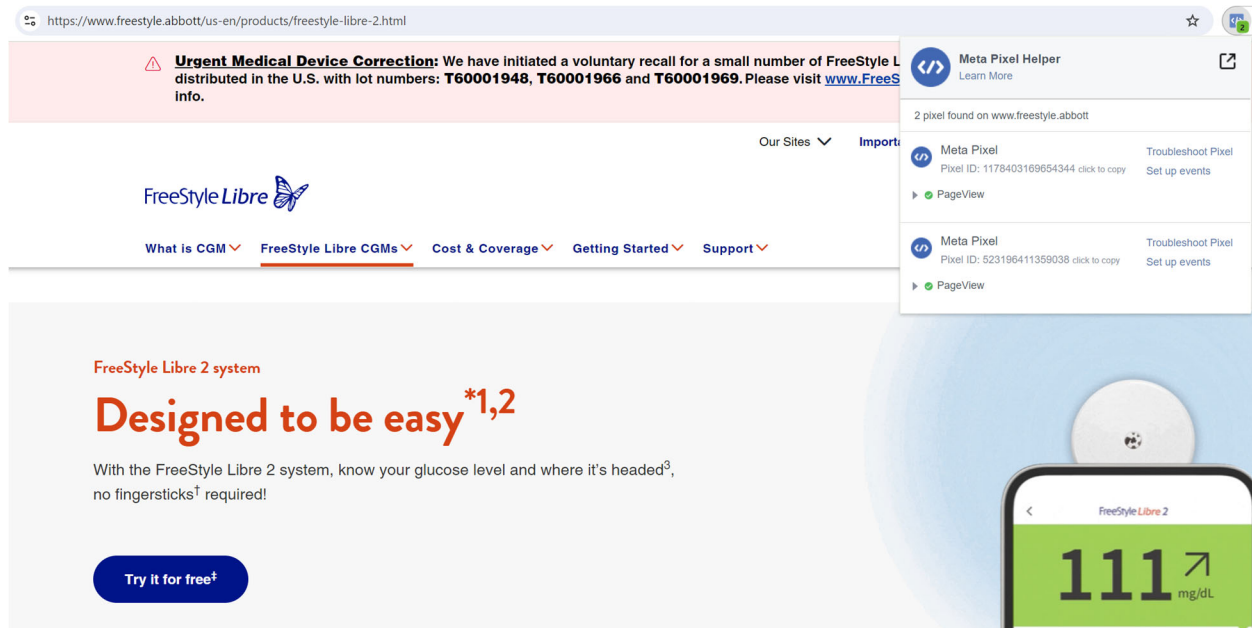 https://www.freestyle.abbott/us-en/products/freestyle-libre-2.html
2
Urgent Medical Device Correction: We have initiated a voluntary recall for a small number of FreeStyle L
distributed in the U.S. with lot numbers: T60001948, T60001966 and T60001969. Please visit www.FreeS
info.
Our Sites Importa
FreeStyle Libre
What is CGM FreeStyle Libre CGMs Cost & Coverage Getting Started Support
Meta Pixel Helper
Learn More
2 pixel found on www.freestyle.abbott
Meta Pixel Troubleshoot Pixel
Pixel ID: 1178403169654344 click to copy Set up events
PageView
Meta Pixel Troubleshoot Pixel
Pixel ID: 523196411359038 click to copy Set up events
PageView
FreeStyle Libre 2 system
Designed to be easy*1,2
With the FreeStyle Libre 2 system, know your glucose level and where it's headed3,
no fingersticks† required!
Try it for free‡
FreeStyle Libre 2
111
mg/dL